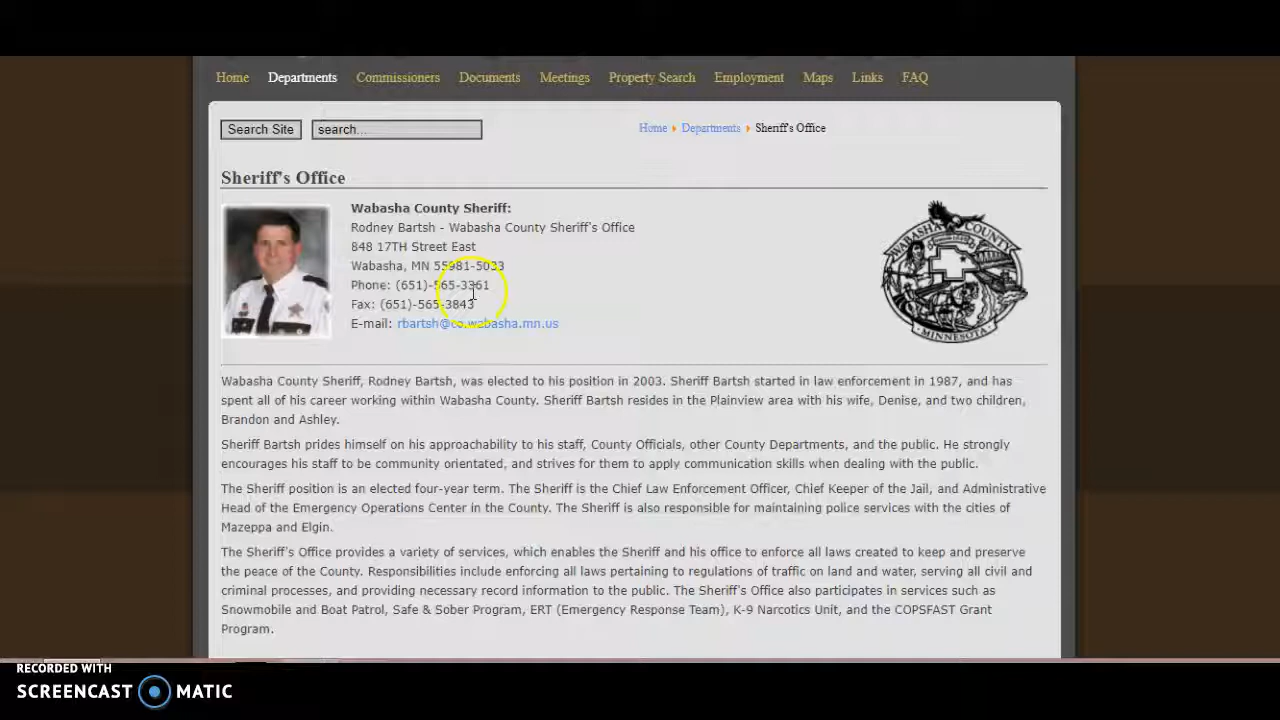 Home Departments Commissioners Documents Meetings Property Search Employment Maps Links FAQ
Search Site search... Home Departments Sheriff's Office
Sheriff's Office
Wabasha County Sheriff:
Rodney Bartsh - Wabasha County Sheriff's Office
848 17TH Street East
Wabasha, MN 55981-5033
Phone: (651)-565-3361
Fax: (651)-565-3843
E-mail: rbartsh@co.wabasha.mn.us
WABASHA COUNTY
MINNESOTA
Wabasha County Sheriff, Rodney Bartsh, was elected to his position in 2003. Sheriff Bartsh started in law enforcement in 1987, and has
spent all of his career working within Wabasha County. Sheriff Bartsh resides in the Plainview area with his wife, Denise, and two children,
Brandon and Ashley.
Sheriff Bartsh prides himself on his approachability to his staff, County Officials, other County Departments, and the public. He strongly
encourages his staff to be community orientated, and strives for them to apply communication skills when dealing with the public.
The Sheriff position is an elected four-year term. The Sheriff is the Chief Law Enforcement Officer, Chief Keeper of the Jail, and Administrative
Head of the Emergency Operations Center in the County. The Sheriff is also responsible for maintaining police services with the cities of
Mazeppa and Elgin.
The Sheriff's Office provides a variety of services, which enables the Sheriff and his office to enforce all laws created to keep and preserve
the peace of the County. Responsibilities include enforcing all laws pertaining to regulations of traffic on land and water, serving all civil and
criminal processes, and providing necessary record information to the public. The Sheriff's Office also participates in services such as
Snowmobile and Boat Patrol, Safe & Sober Program, ERT (Emergency Response Team), K-9 Narcotics Unit, and the COPSFAST Grant
Program.
RECORDED WITH
SCREENCAST MATIC